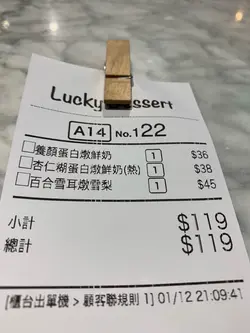 Lucky Dessert
A14 No.122
養顏蛋白燉鮮奶 1 $36
杏仁糊蛋白燉鮮奶(熱) 1 $38
百合雪耳燉雪梨 1 $45
小計 $119
總計 $119
[櫃台出單機 > 顧客聯規則 1] 01/12 21:09:41